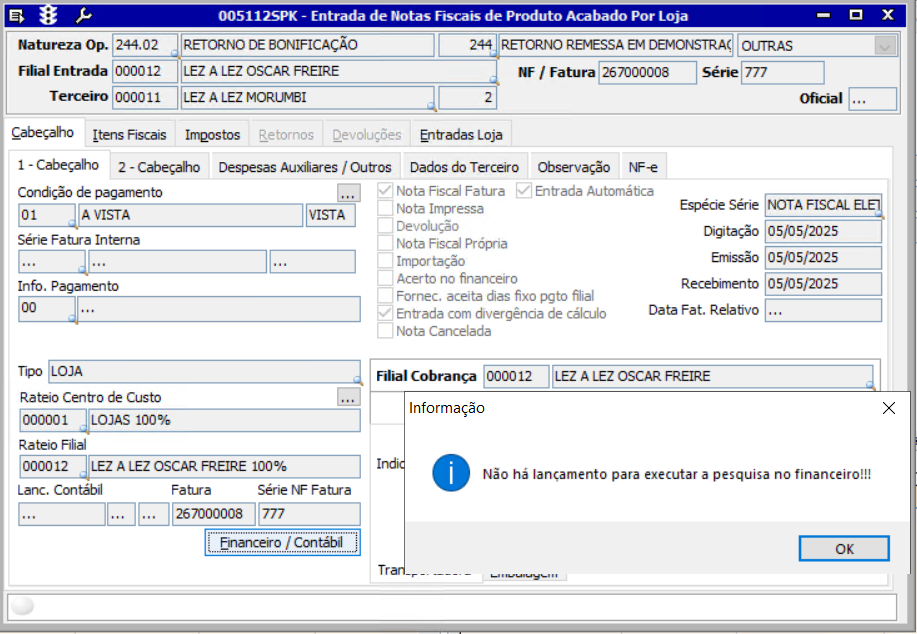 005112SPK - Entrada de Notas Fiscais de Produto Acabado Por Loja
Natureza Op. 244.02 RETORNO DE BONIFICAÇÃO 244 RETORNO REMESSA EM DEMONSTRAÇ OUTRAS
Filial Entrada 000012 LEZ A LEZ OSCAR FREIRE NF / Fatura 267000008 Série 777
Terceiro 000011 LEZ A LEZ MORUMBI 2
Oficial ...
Cabeçalho Itens Fiscais Impostos Retornos Devoluções Entradas Loja
1 - Cabeçalho 2 - Cabeçalho Despesas Auxiliares / Outros Dados do Terceiro Observação NF-e
Condição de pagamento ...
01 A VISTA VISTA
Série Fatura Interna
... ... ...
Info. Pagamento
00 ...
Nota Fiscal Fatura Entrada Automática
Nota Impressa
Devolução
Nota Fiscal Própria
Importação
Acerto no financeiro
Fornec. aceita dias fixo pgto filial
Entrada com divergência de cálculo
Nota Cancelada
Espécie Série NOTA FISCAL ELET
Digitação 05/05/2025
Emissão 05/05/2025
Recebimento 05/05/2025
Data Fat. Relativo ...
Tipo LOJA
Rateio Centro de Custo ...
000001 LOJAS 100%
Rateio Filial
000012 LEZ A LEZ OSCAR FREIRE 100%
Lanc. Contábil Fatura Série NF Fatura
... ... ... 267000008 777
Financeiro / Contábil
Filial Cobrança 000012 LEZ A LEZ OSCAR FREIRE
Indic
Informação
Não há lançamento para executar a pesquisa no financeiro!!!
OK
Transportadora Embalagem